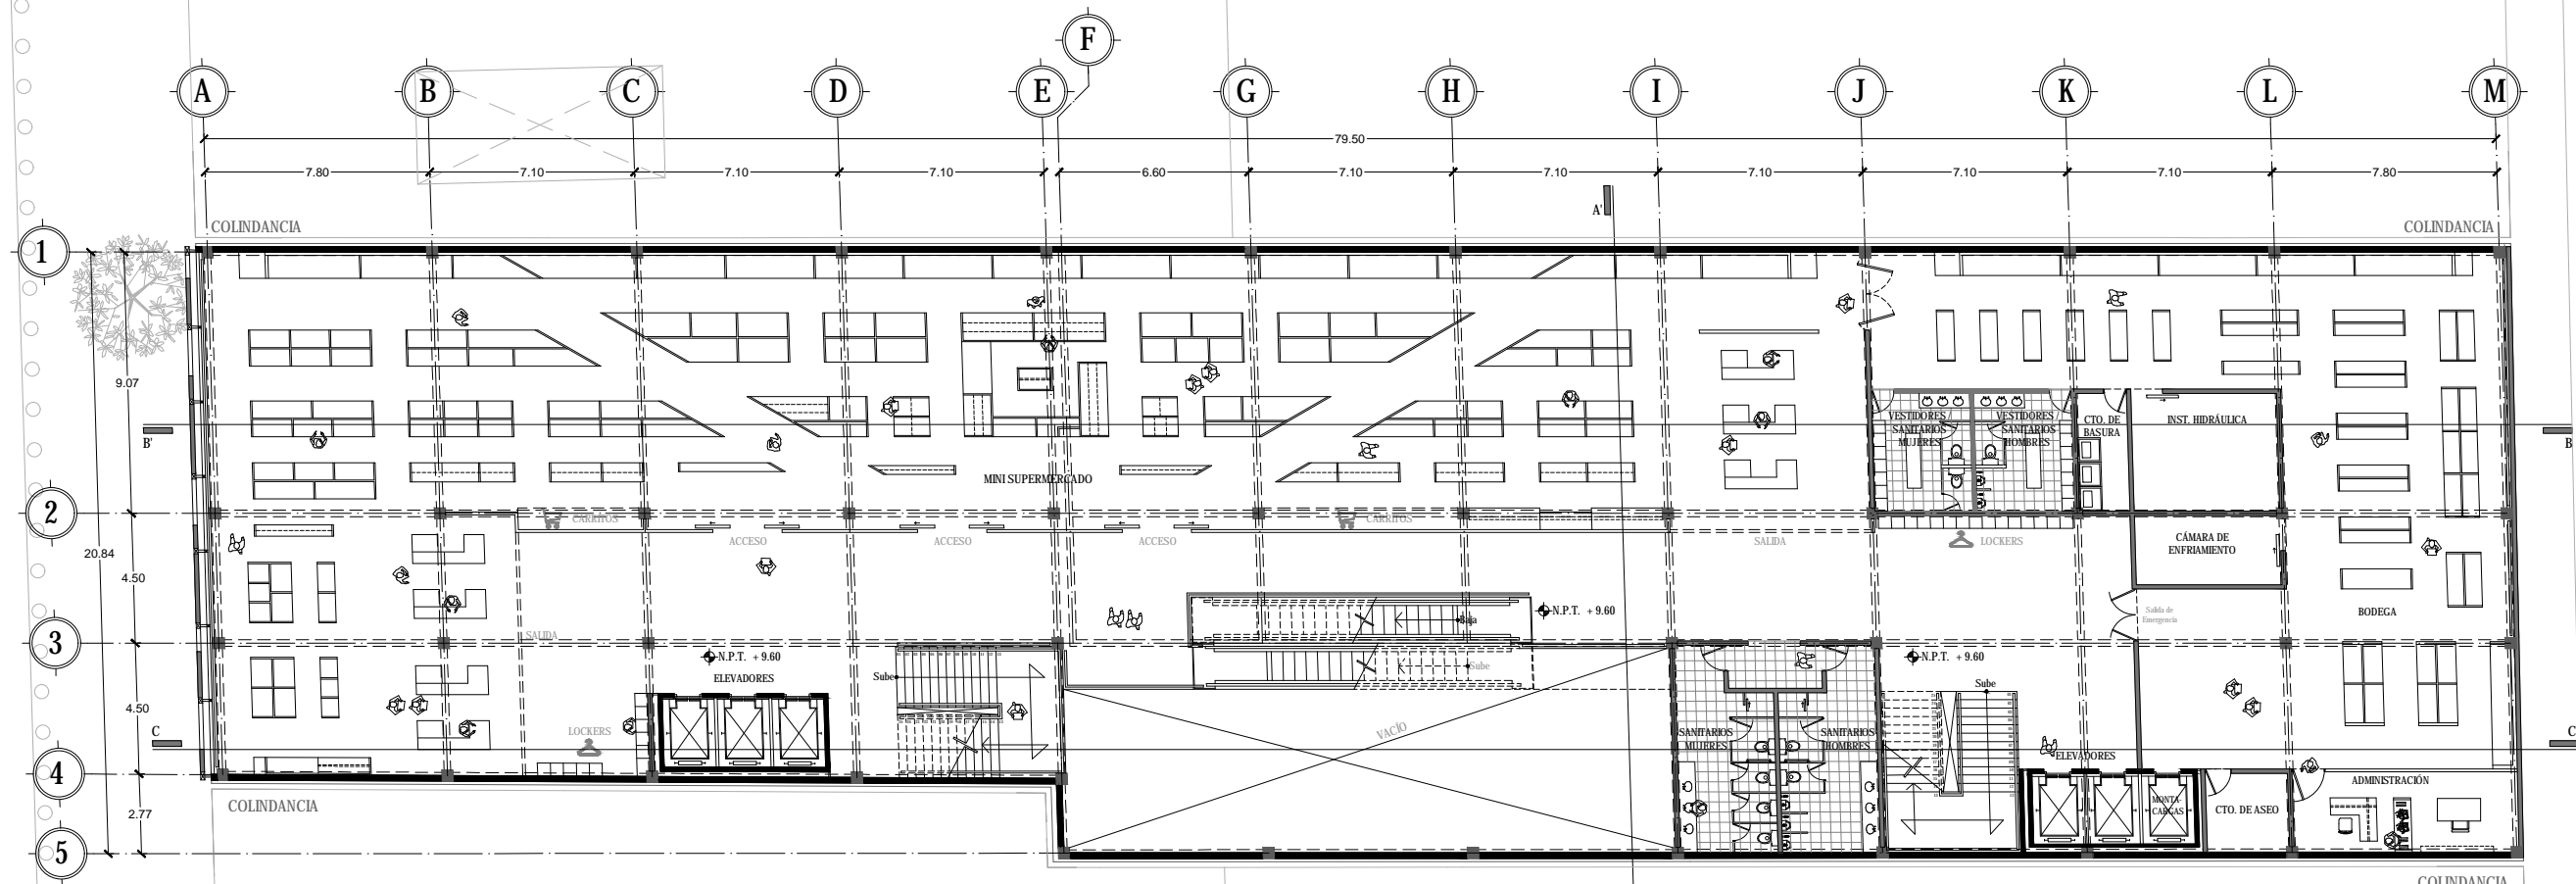 F
A B C D E G H I J K L M
79.50
7.80 7.10 7.10 7.10 6.60 7.10 7.10 7.10 7.10 7.10 7.80
A'
COLINDANCIA COLINDANCIA
1
9.07
B'
VESTIDORES/
SANITARIOS
MUJERES
VESTIDORES/
SANITARIOS
HOMBRES
CTO. DE
BASURA
INST. HIDRÁULICA
B
MINI SUPERMERCADO
2
CARRITOS CARRITOS
ACCESO ACCESO ACCESO SALIDA LOCKERS
CÁMARA DE
ENFRIAMIENTO
20.84
4.50
N.P.T. + 9.60
Baja
Salida de
Emergencia
BODEGA
3
SALIDA
N.P.T. + 9.60
ELEVADORES
Sube
Sube
N.P.T. + 9.60
Sube
4.50
C
LOCKERS
VACÍO
SANITARIOS
MUJERES
SANITARIOS
HOMBRES
C
ELEVADORES
4
ADMINISTRACIÓN
COLINDANCIA
2.77
MONTA-
CARGAS
CTO. DE ASEO
5
COLINDANCIA